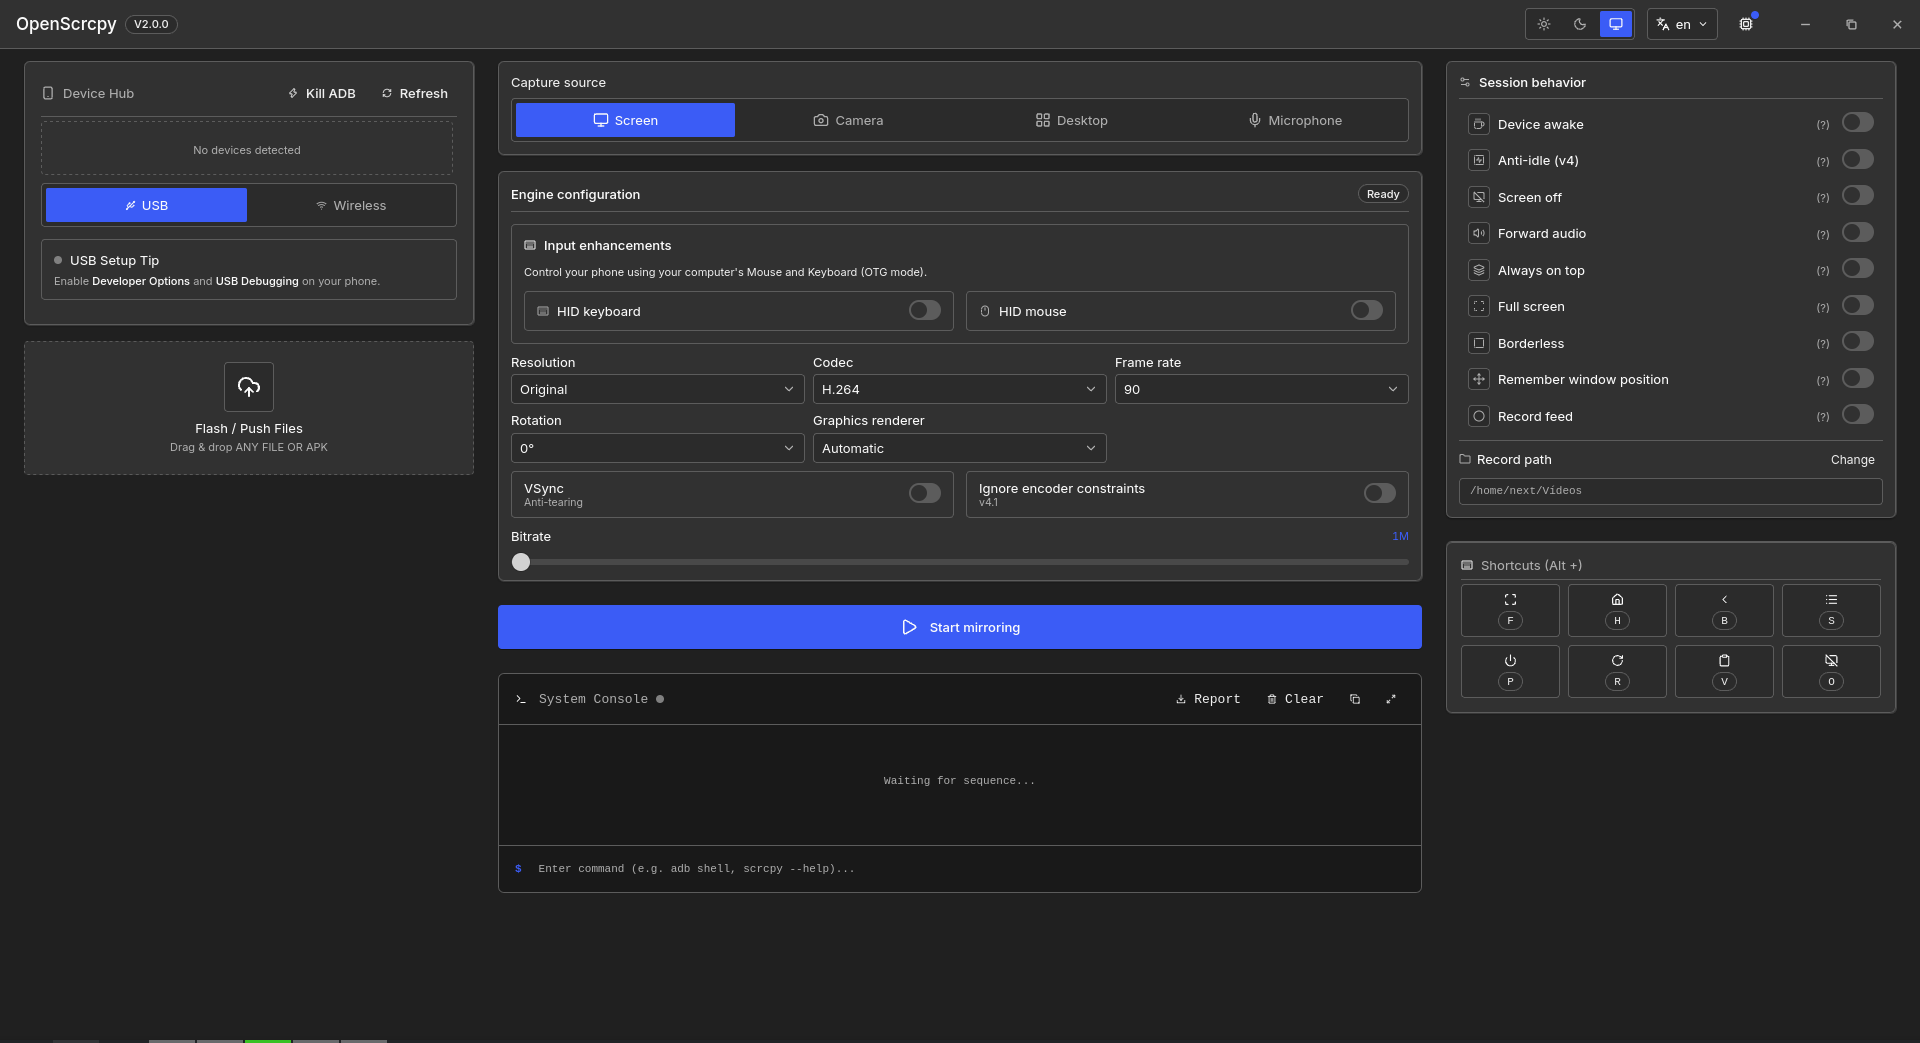 OpenScrcpy V2.0.0
en
Device Hub
Kill ADB
Refresh
No devices detected
USB
Wireless
USB Setup Tip
Enable Developer Options and USB Debugging on your phone.
Flash / Push Files
Drag & drop ANY FILE OR APK
Capture source
Screen
Camera
Desktop
Microphone
Engine configuration
Ready
Input enhancements
Control your phone using your computer's Mouse and Keyboard (OTG mode).
HID keyboard
HID mouse
Resolution
Original
Codec
H.264
Frame rate
90
Rotation
0°
Graphics renderer
Automatic
VSync
Anti-tearing
Ignore encoder constraints
v4.1
Bitrate
1M
Start mirroring
System Console
Report
Clear
Waiting for sequence...
$ Enter command (e.g. adb shell, scrcpy --help)...
Session behavior
Device awake (?)
Anti-idle (v4) (?)
Screen off (?)
Forward audio (?)
Always on top (?)
Full screen (?)
Borderless (?)
Remember window position (?)
Record feed (?)
Record path
Change
/home/next/Videos
Shortcuts (Alt +)
F
H
B
S
P
R
V
O